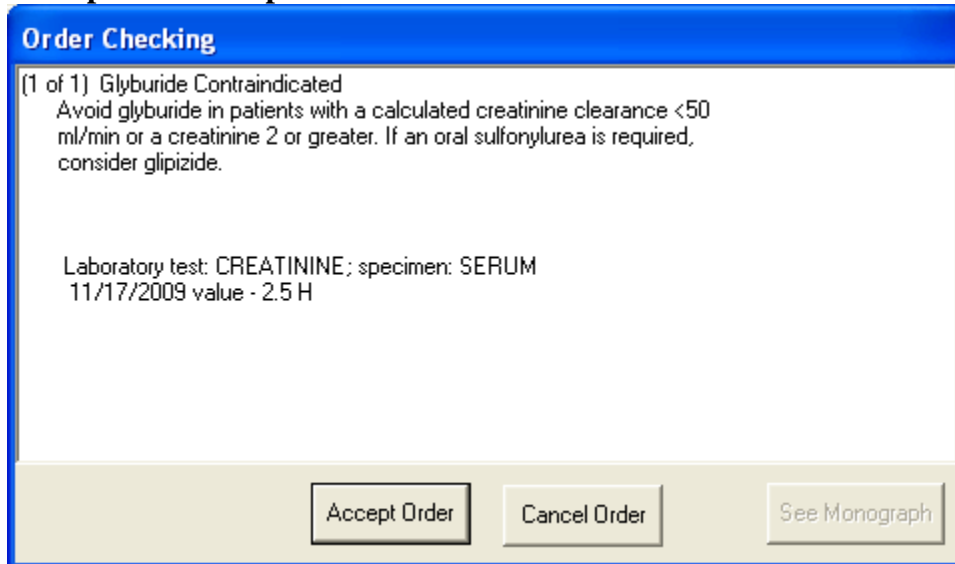 Order Checking
(1 of 1) Glyburide Contraindicated
Avoid glyburide in patients with a calculated creatinine clearance <50
ml/min or a creatinine 2 or greater. If an oral sulfonylurea is required,
consider glipizide.
Laboratory test: CREATININE; specimen: SERUM
11/17/2009 value - 2.5 H
Accept Order
Cancel Order
See Monograph